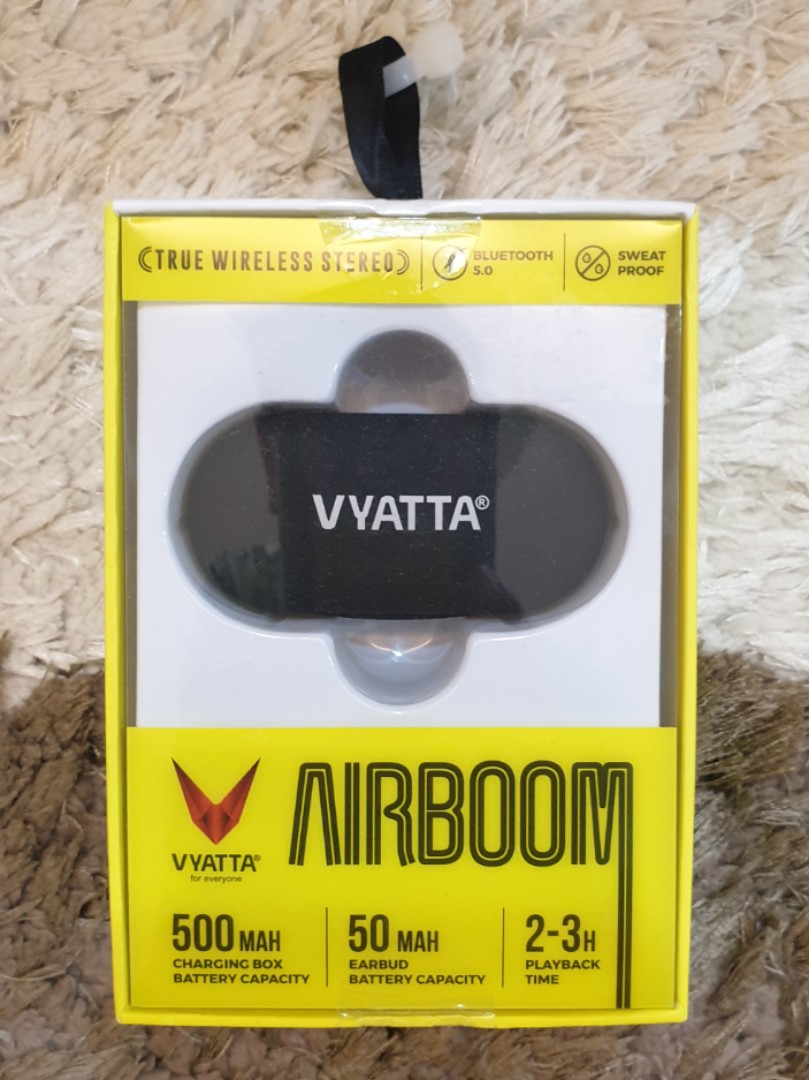 TRUE WIRELESS STEREO
BLUETOOTH
5.0
SWEAT
PROOF
VYATTA®
VYATTA®
for everyone
AIRBOOM
500 MAH
CHARGING BOX
BATTERY CAPACITY
50 MAH
EARBUD
BATTERY CAPACITY
2-3H
PLAYBACK
TIME